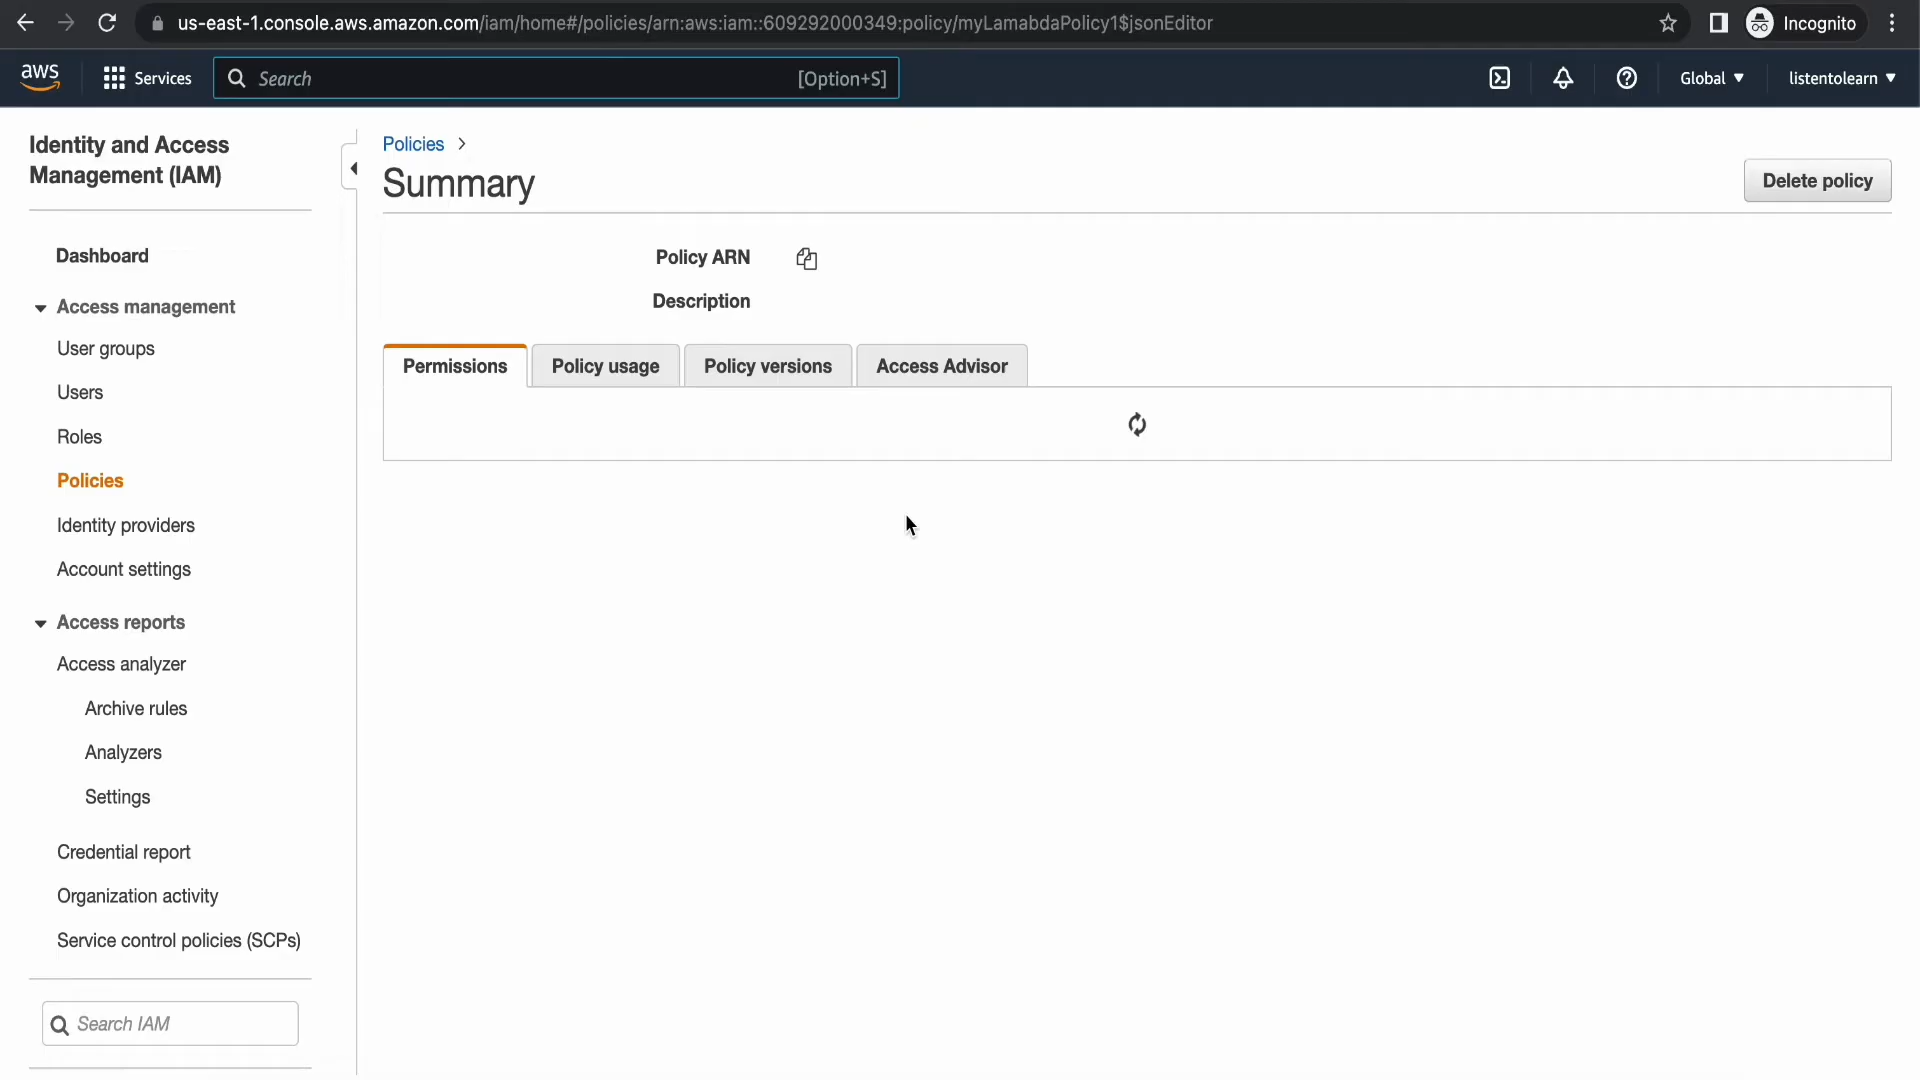 us-east-1.console.aws.amazon.com/iam/home#/policies/arn:aws:iam::609292000349:policy/myLamabdaPolicy1$jsonEditor
Incognito
aws
Services
Search
[Option+S]
Global
listentolearn
Identity and Access
Management (IAM)
Dashboard
Access management
User groups
Users
Roles
Policies
Identity providers
Account settings
Access reports
Access analyzer
Archive rules
Analyzers
Settings
Credential report
Organization activity
Service control policies (SCPs)
Search IAM
Policies
Summary
Delete policy
Policy ARN
Description
Permissions
Policy usage
Policy versions
Access Advisor